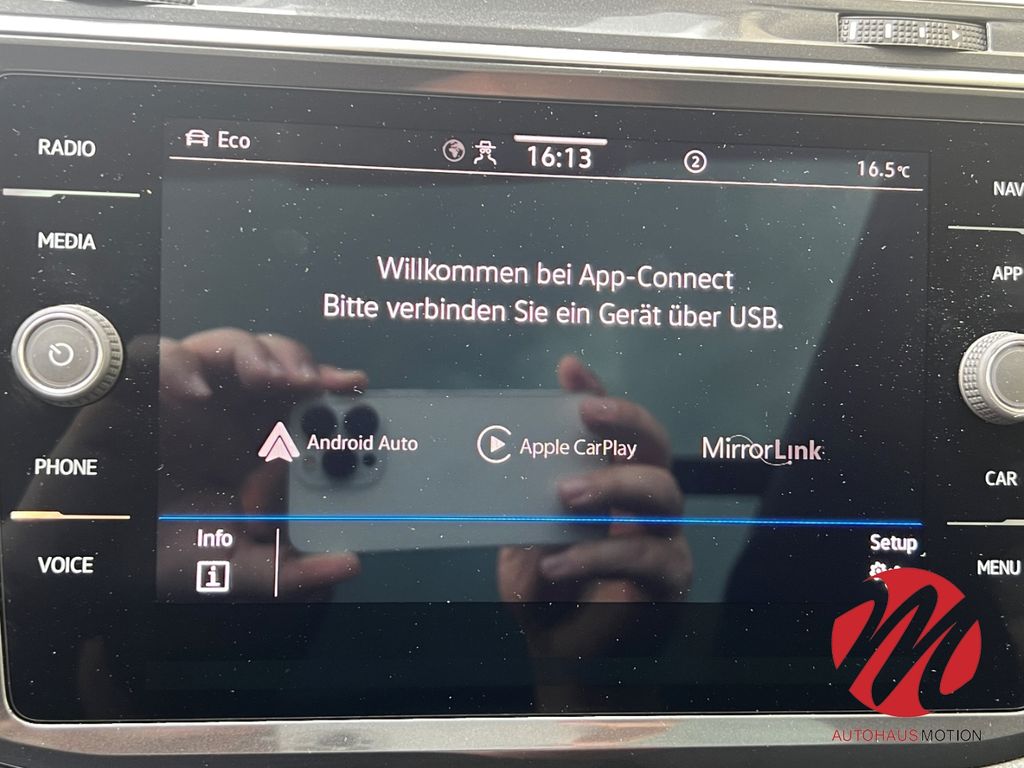 RADIO
MEDIA
PHONE
VOICE
Eco
16:13
2
16.5°C
Willkommen bei App-Connect
Bitte verbinden Sie ein Gerät über USB.
Android Auto
Apple CarPlay
MirrorLink
Info
i
Setup
NAV
APP
CAR
MENU
AUTOHAUS MOTION